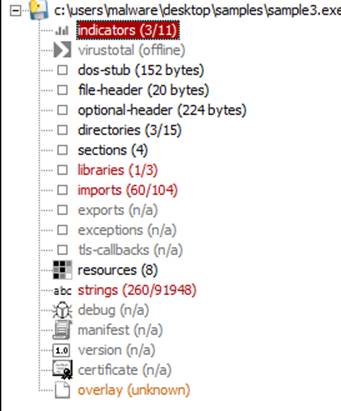 c:\users\malware\desktop\samples\sample3.exe
indicators (3/11)
virustotal (offline)
dos-stub (152 bytes)
file-header (20 bytes)
optional-header (224 bytes)
directories (3/15)
sections (4)
libraries (1/3)
imports (60/104)
exports (n/a)
exceptions (n/a)
tls-callbacks (n/a)
resources (8)
abc strings (260/91948)
debug (n/a)
manifest (n/a)
1.0 version (n/a)
certificate (n/a)
overlay (unknown)